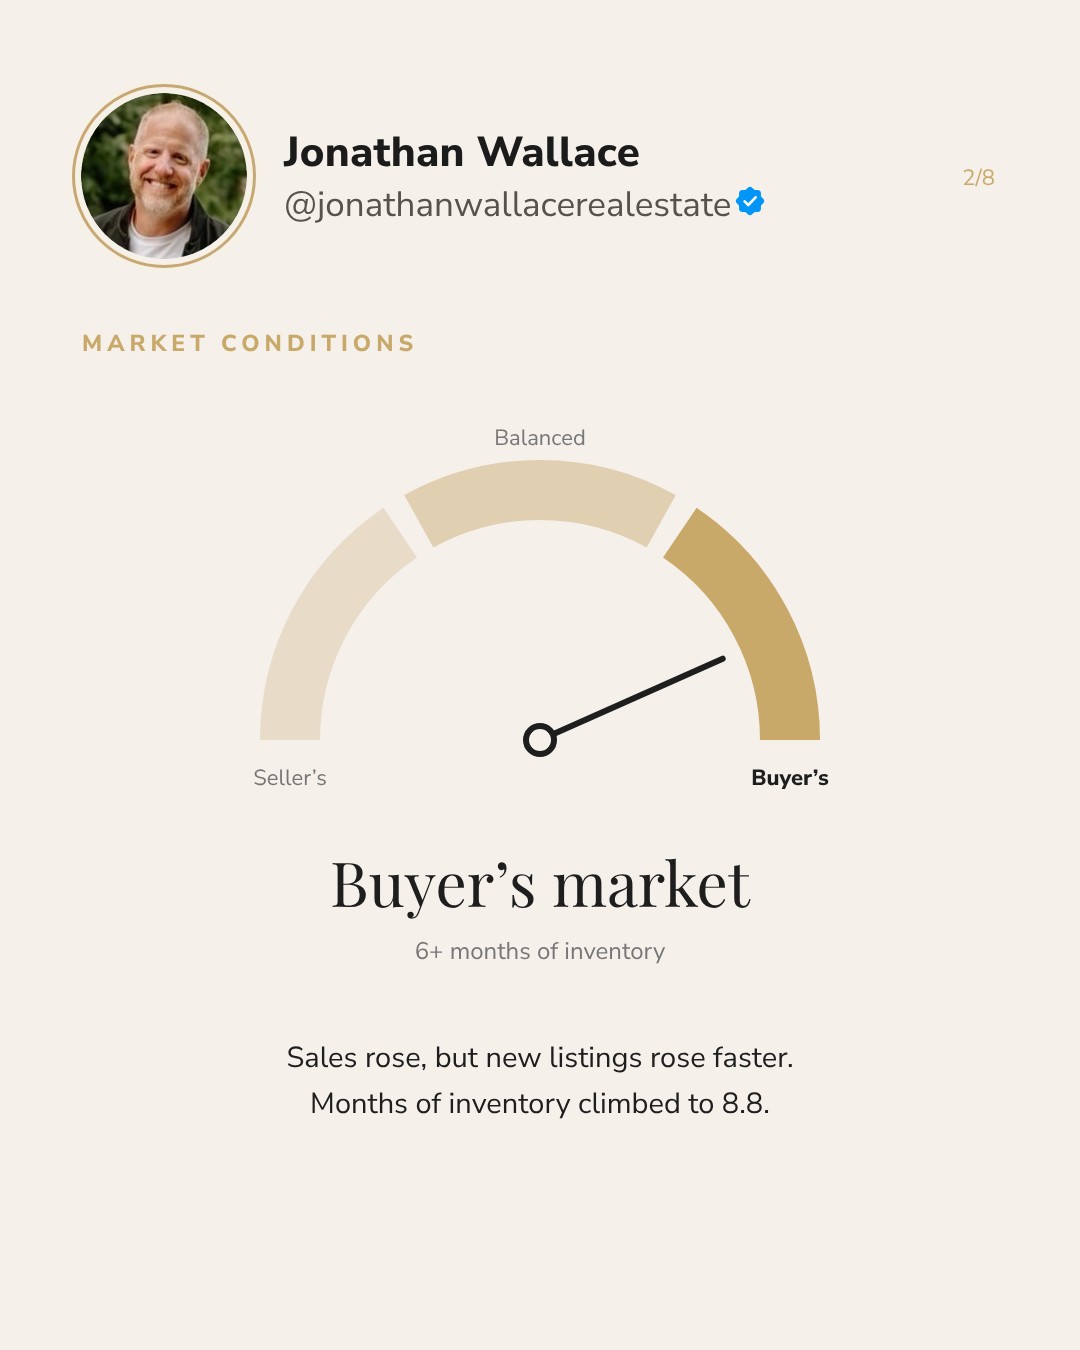 Jonathan Wallace
@jonathanwallacerealestate
2/8
MARKET CONDITIONS
Balanced
Seller’s
Buyer’s
Buyer’s market
6+ months of inventory
Sales rose, but new listings rose faster.
Months of inventory climbed to 8.8.